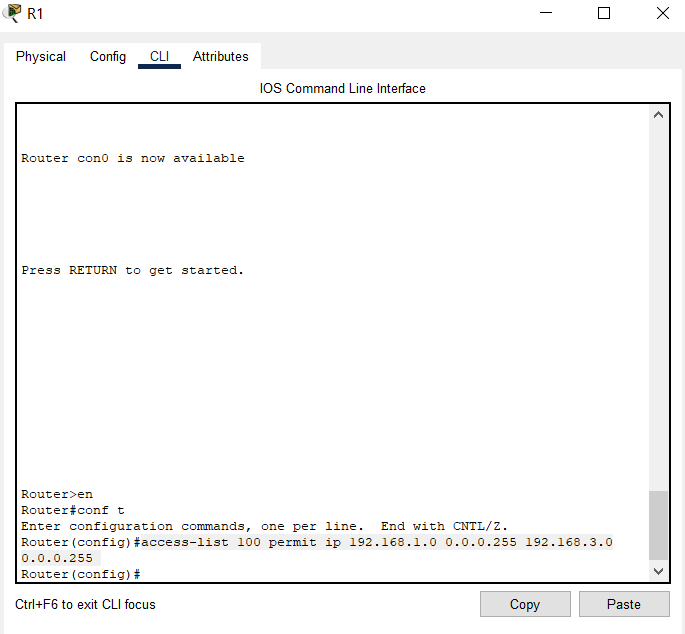 R1
Physical Config CLI Attributes
IOS Command Line Interface
Router con0 is now available
Press RETURN to get started.
Router>en
Router#conf t
Enter configuration commands, one per line.  End with CNTL/Z.
Router(config)#access-list 100 permit ip 192.168.1.0 0.0.0.255 192.168.3.0
0.0.0.255
Router(config)#
Ctrl+F6 to exit CLI focus
Copy Paste